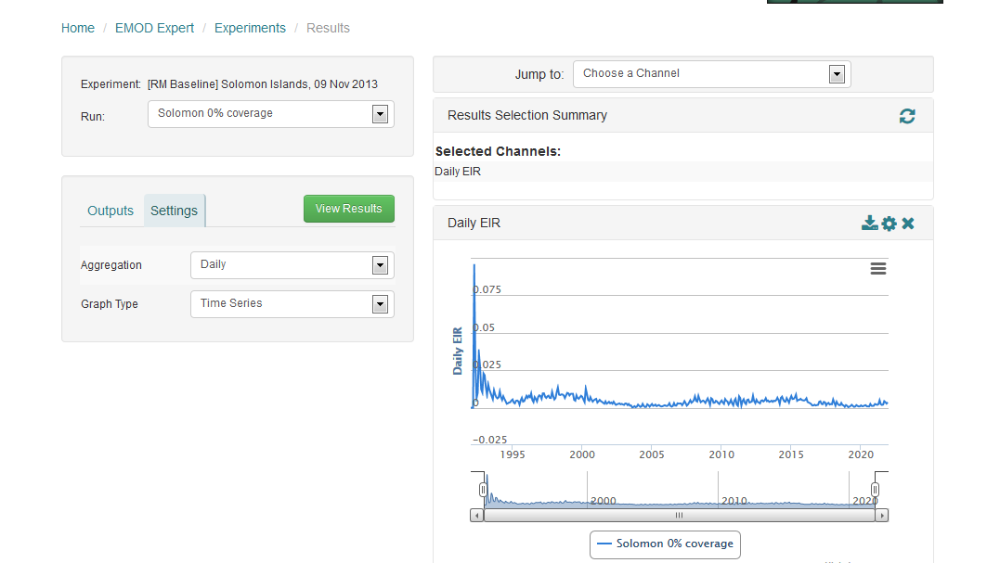 Home / EMOD Expert / Experiments / Results
Experiment: [RM Baseline] Solomon Islands, 09 Nov 2013
Run: Solomon 0% coverage
Outputs Settings View Results
Aggregation Daily
Graph Type Time Series
Jump to: Choose a Channel
Results Selection Summary
Selected Channels:
Daily EIR
Daily EIR
Daily EIR
0.075
0.05
0.025
0
-0.025
1995 2000 2005 2010 2015 2020
2000 2010 2020
Solomon 0% coverage